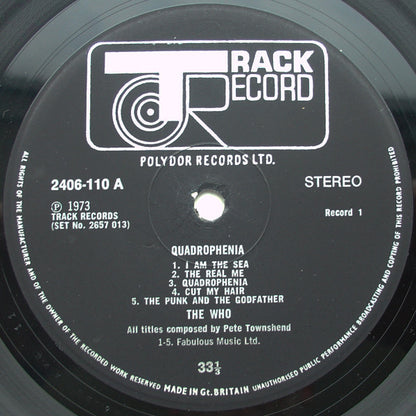 TRACK
RECORD
POLYDOR RECORDS LTD.
2406-110 A
STEREO
Ⓟ 1973
TRACK RECORDS
(SET No. 2657 013)
Record 1
QUADROPHENIA
1. I AM THE SEA
2. THE REAL ME
3. QUADROPHENIA
4. CUT MY HAIR
5. THE PUNK AND THE GODFATHER
THE WHO
All titles composed by Pete Townshend
1-5. Fabulous Music Ltd.
33⅓
ALL RIGHTS OF THE MANUFACTURER AND OF THE OWNER OF THE RECORDED WORK RESERVED
MADE IN Gt. BRITAIN
UNAUTHORISED PUBLIC PERFORMANCE BROADCASTING AND COPYING OF THIS RECORD PROHIBITED